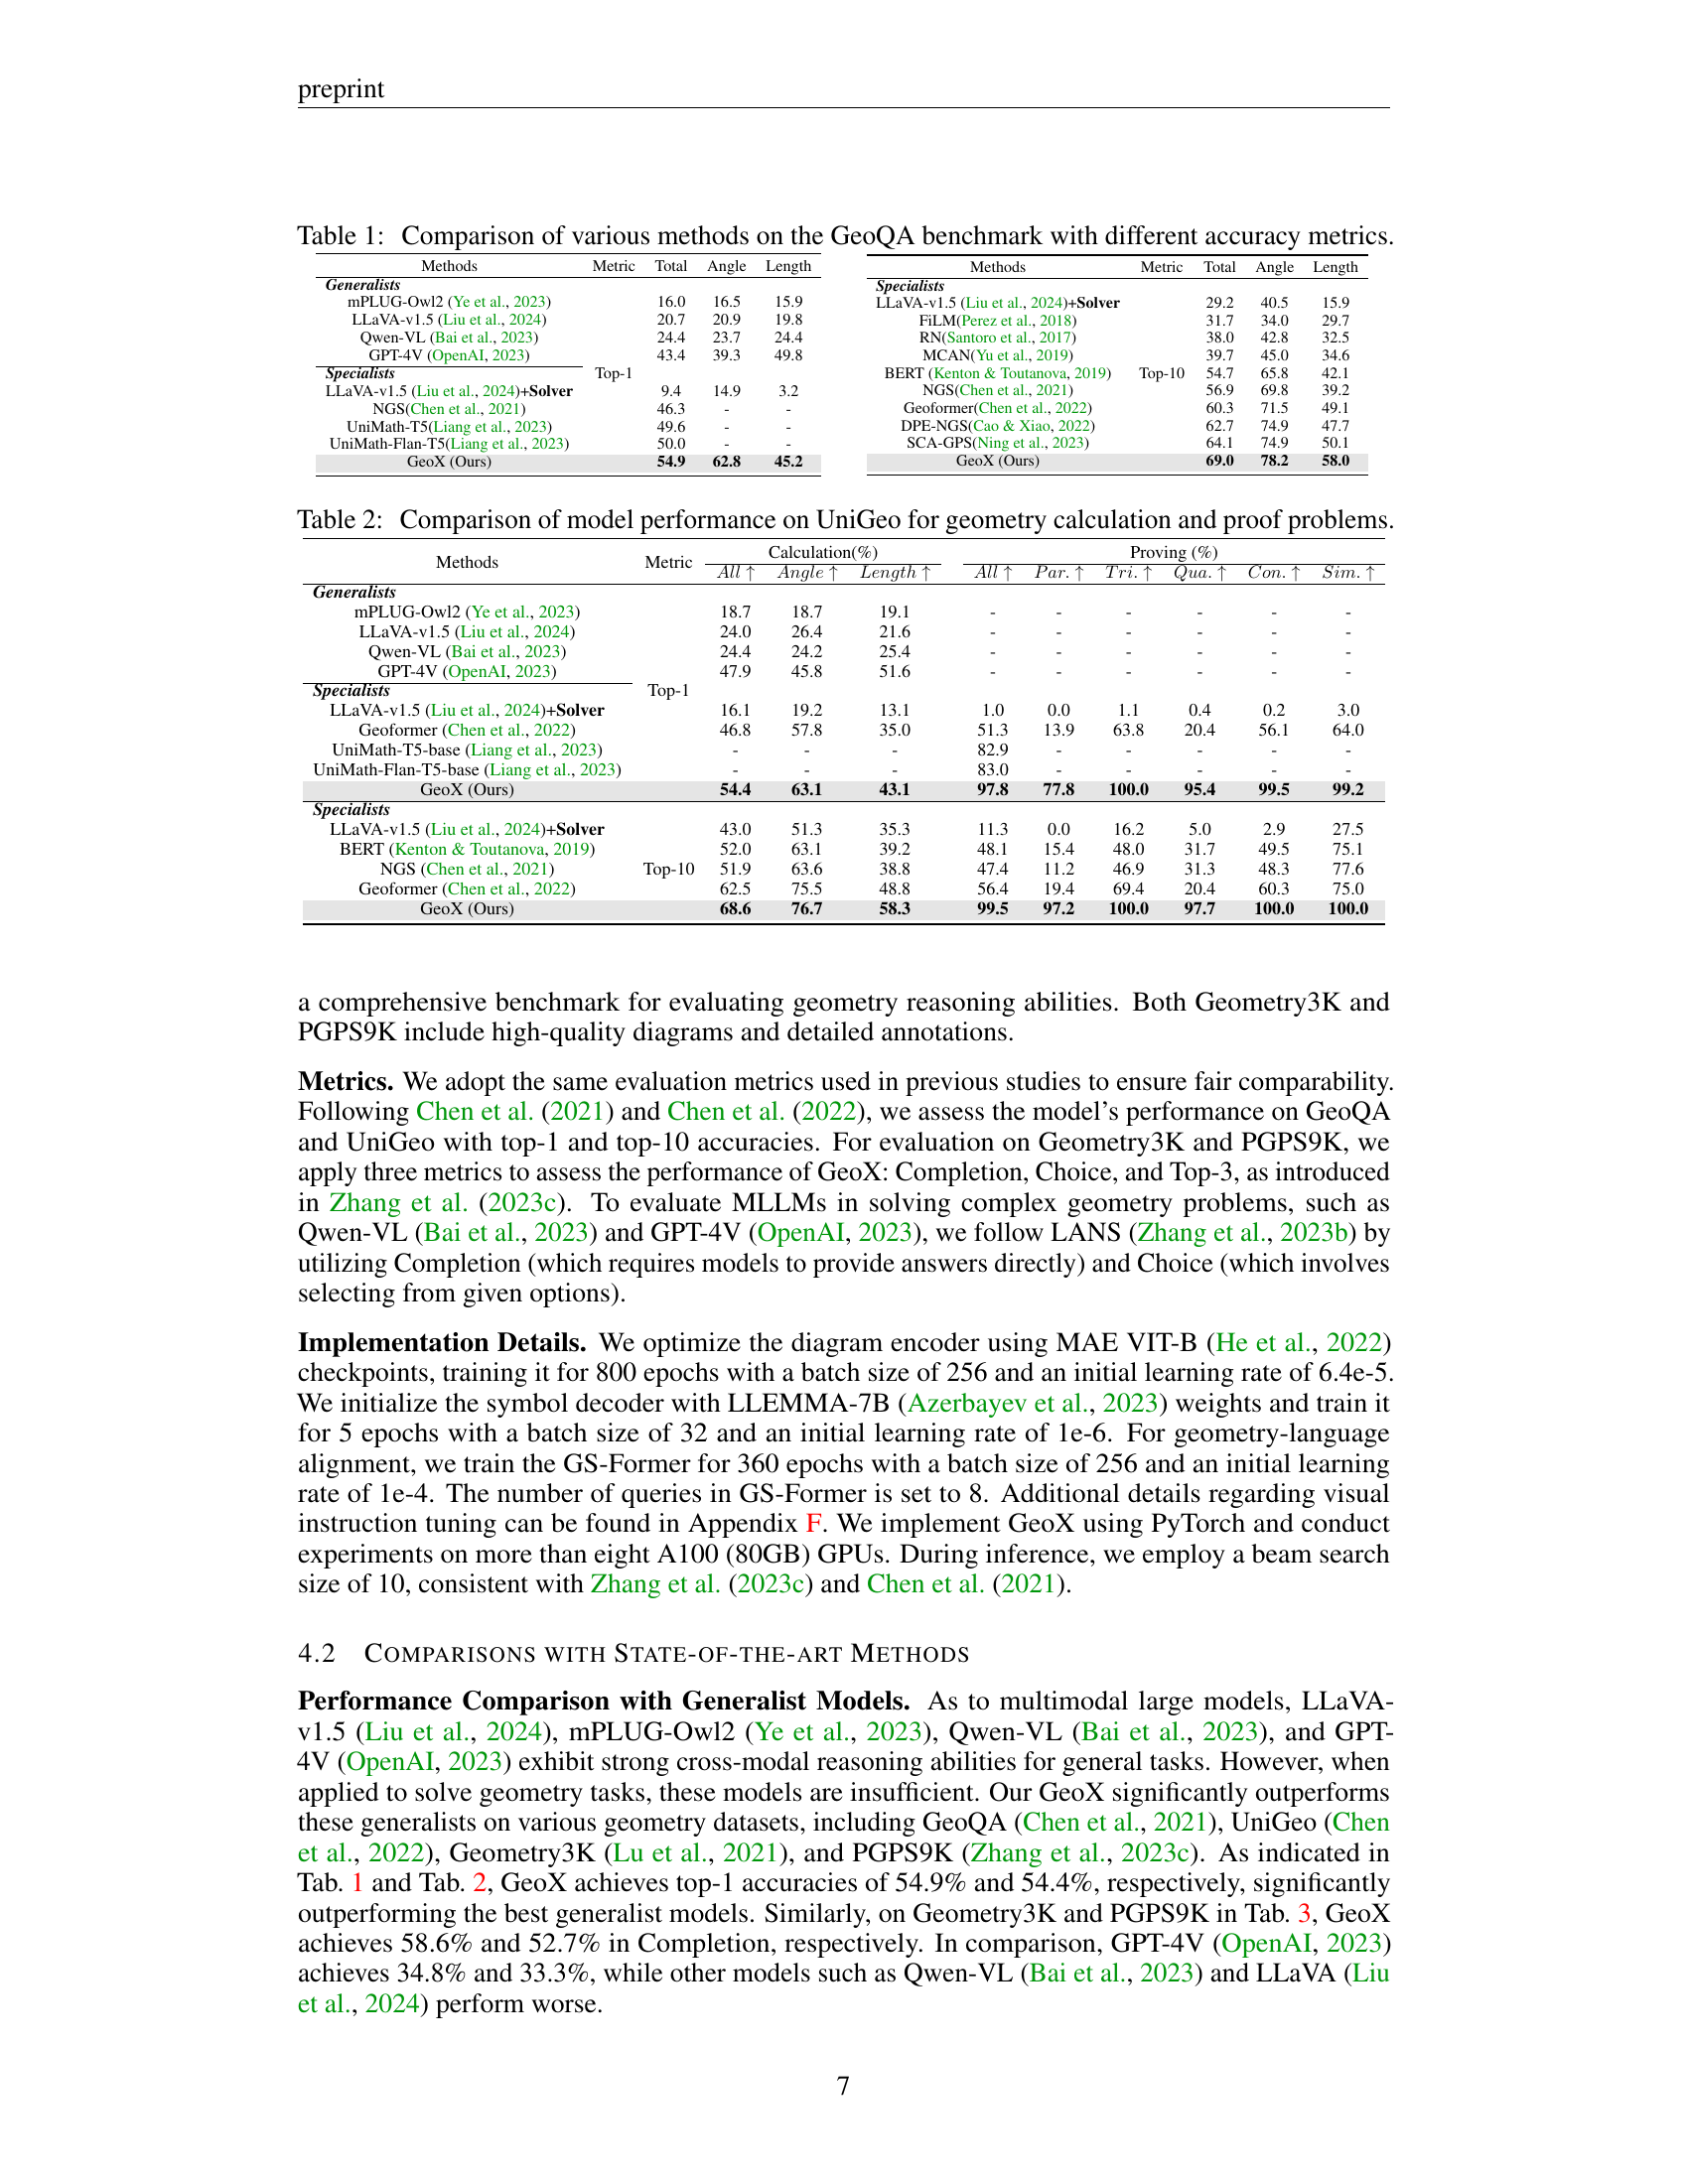 preprint
Table 1: Comparison of various methods on the GeoQA benchmark with different accuracy metrics.
Methods Metric Total Angle Length
Generalists
mPLUG-Owl2 (Ye et al., 2023) 16.0 16.5 15.9
LLaVA-v1.5 (Liu et al., 2024) 20.7 20.9 19.8
Qwen-VL (Bai et al., 2023) 24.4 23.7 24.4
GPT-4V (OpenAI, 2023) 43.4 39.3 49.8
Specialists Top-1
LLaVA-v1.5 (Liu et al., 2024)+Solver 9.4 14.9 3.2
NGS(Chen et al., 2021) 46.3 - -
UniMath-T5(Liang et al., 2023) 49.6 - -
UniMath-Flan-T5(Liang et al., 2023) 50.0 - -
GeoX (Ours) 54.9 62.8 45.2
Methods Metric Total Angle Length
Specialists
LLaVA-v1.5 (Liu et al., 2024)+Solver 29.2 40.5 15.9
FiLM(Perez et al., 2018) 31.7 34.0 29.7
RN(Santoro et al., 2017) 38.0 42.8 32.5
MCAN(Yu et al., 2019) 39.7 45.0 34.6
BERT (Kenton & Toutanova, 2019) Top-10 54.7 65.8 42.1
NGS(Chen et al., 2021) 56.9 69.8 39.2
Geoformer(Chen et al., 2022) 60.3 71.5 49.1
DPE-NGS(Cao & Xiao, 2022) 62.7 74.9 47.7
SCA-GPS(Ning et al., 2023) 64.1 74.9 50.1
GeoX (Ours) 69.0 78.2 58.0
Table 2: Comparison of model performance on UniGeo for geometry calculation and proof problems.
Methods Metric Calculation(%) Proving (%)
All ↑ Angle ↑ Length ↑ All ↑ Par. ↑ Tri. ↑ Qua. ↑ Con. ↑ Sim. ↑
Generalists
mPLUG-Owl2 (Ye et al., 2023) 18.7 18.7 19.1 - - - - - -
LLaVA-v1.5 (Liu et al., 2024) 24.0 26.4 21.6 - - - - - -
Qwen-VL (Bai et al., 2023) 24.4 24.2 25.4 - - - - - -
GPT-4V (OpenAI, 2023) 47.9 45.8 51.6 - - - - - -
Specialists Top-1
LLaVA-v1.5 (Liu et al., 2024)+Solver 16.1 19.2 13.1 1.0 0.0 1.1 0.4 0.2 3.0
Geoformer (Chen et al., 2022) 46.8 57.8 35.0 51.3 13.9 63.8 20.4 56.1 64.0
UniMath-T5-base (Liang et al., 2023) - - - 82.9 - - - - -
UniMath-Flan-T5-base (Liang et al., 2023) - - - 83.0 - - - - -
GeoX (Ours) 54.4 63.1 43.1 97.8 77.8 100.0 95.4 99.5 99.2
Specialists
LLaVA-v1.5 (Liu et al., 2024)+Solver 43.0 51.3 35.3 11.3 0.0 16.2 5.0 2.9 27.5
BERT (Kenton & Toutanova, 2019) 52.0 63.1 39.2 48.1 15.4 48.0 31.7 49.5 75.1
NGS (Chen et al., 2021) Top-10 51.9 63.6 38.8 47.4 11.2 46.9 31.3 48.3 77.6
Geoformer (Chen et al., 2022) 62.5 75.5 48.8 56.4 19.4 69.4 20.4 60.3 75.0
GeoX (Ours) 68.6 76.7 58.3 99.5 97.2 100.0 97.7 100.0 100.0
a comprehensive benchmark for evaluating geometry reasoning abilities. Both Geometry3K and
PGPS9K include high-quality diagrams and detailed annotations.
Metrics. We adopt the same evaluation metrics used in previous studies to ensure fair comparability.
Following Chen et al. (2021) and Chen et al. (2022), we assess the model's performance on GeoQA
and UniGeo with top-1 and top-10 accuracies. For evaluation on Geometry3K and PGPS9K, we
apply three metrics to assess the performance of GeoX: Completion, Choice, and Top-3, as introduced
in Zhang et al. (2023c). To evaluate MLLMs in solving complex geometry problems, such as
Qwen-VL (Bai et al., 2023) and GPT-4V (OpenAI, 2023), we follow LANS (Zhang et al., 2023b) by
utilizing Completion (which requires models to provide answers directly) and Choice (which involves
selecting from given options).
Implementation Details. We optimize the diagram encoder using MAE VIT-B (He et al., 2022)
checkpoints, training it for 800 epochs with a batch size of 256 and an initial learning rate of 6.4e-5.
We initialize the symbol decoder with LLEMMA-7B (Azerbayev et al., 2023) weights and train it
for 5 epochs with a batch size of 32 and an initial learning rate of 1e-6. For geometry-language
alignment, we train the GS-Former for 360 epochs with a batch size of 256 and an initial learning
rate of 1e-4. The number of queries in GS-Former is set to 8. Additional details regarding visual
instruction tuning can be found in Appendix F. We implement GeoX using PyTorch and conduct
experiments on more than eight A100 (80GB) GPUs. During inference, we employ a beam search
size of 10, consistent with Zhang et al. (2023c) and Chen et al. (2021).
4.2 COMPARISONS WITH STATE-OF-THE-ART METHODS
Performance Comparison with Generalist Models. As to multimodal large models, LLaVA-
v1.5 (Liu et al., 2024), mPLUG-Owl2 (Ye et al., 2023), Qwen-VL (Bai et al., 2023), and GPT-
4V (OpenAI, 2023) exhibit strong cross-modal reasoning abilities for general tasks. However, when
applied to solve geometry tasks, these models are insufficient. Our GeoX significantly outperforms
these generalists on various geometry datasets, including GeoQA (Chen et al., 2021), UniGeo (Chen
et al., 2022), Geometry3K (Lu et al., 2021), and PGPS9K (Zhang et al., 2023c). As indicated in
Tab. 1 and Tab. 2, GeoX achieves top-1 accuracies of 54.9% and 54.4%, respectively, significantly
outperforming the best generalist models. Similarly, on Geometry3K and PGPS9K in Tab. 3, GeoX
achieves 58.6% and 52.7% in Completion, respectively. In comparison, GPT-4V (OpenAI, 2023)
achieves 34.8% and 33.3%, while other models such as Qwen-VL (Bai et al., 2023) and LLaVA (Liu
et al., 2024) perform worse.
7